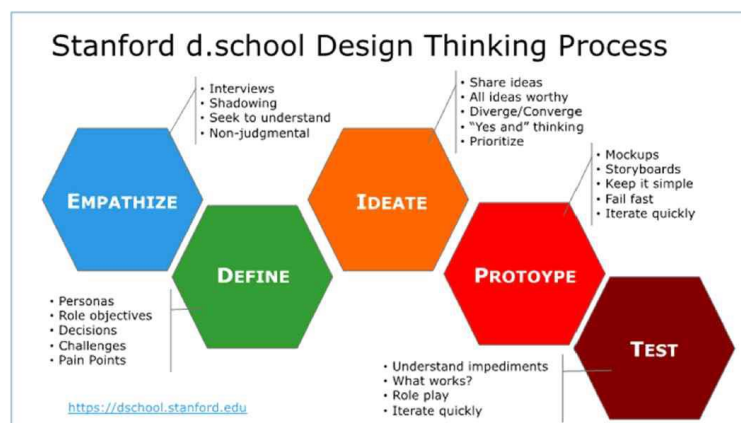 Stanford d.school Design Thinking Process
• Interviews
• Shadowing
• Seek to understand
• Non-judgmental
EMPATHIZE
• Personas
• Role objectives
• Decisions
• Challenges
• Pain Points
DEFINE
• Share ideas
• All ideas worthy
• Diverge/Converge
• “Yes and” thinking
• Prioritize
IDEATE
• Mockups
• Storyboards
• Keep it simple
• Fail fast
• Iterate quickly
PROTOYPE
• Understand impediments
• What works?
• Role play
• Iterate quickly
TEST
https://dschool.stanford.edu